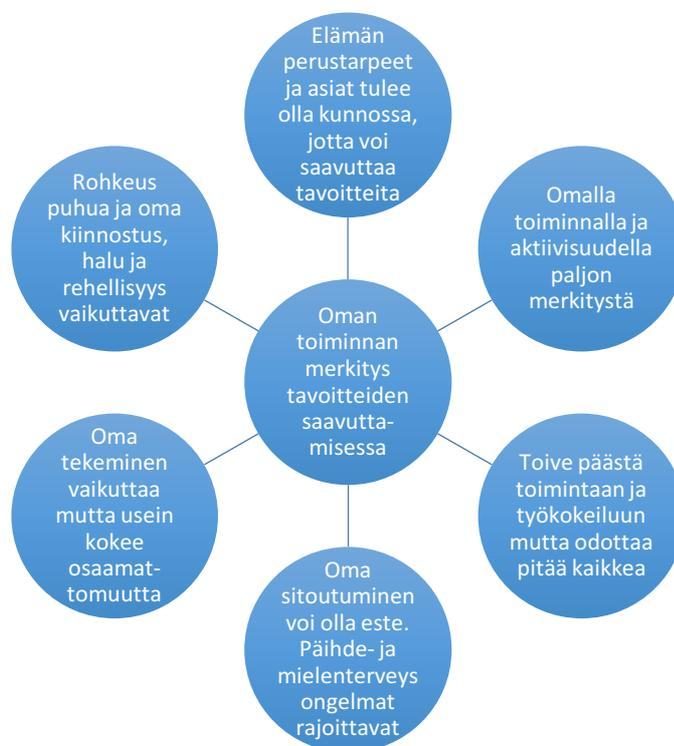 Elämän
perustarpeet
ja asiat tulee
olla kunnossa,
jotta voi
saavuttaa
tavoitteita
Rohkeus
puhua ja oma
kiinnostus,
halu ja
rehellisyys
vaikuttavat
Omalla
toiminnalla ja
aktiivisuudella
paljon
merkitystä
Oman
toiminnan
merkitys
tavoitteiden
saavutta-
misessa
Oma
tekeminen
vaikuttaa
mutta usein
kokee
osaamat-
tomuutta
Toive päästä
toimintaan ja
työkokeiluun
mutta odottaa
pitää kaikkea
Oma
sitoutuminen
voi olla este.
Päihde- ja
mielenterveys
ongelmat
rajoittavat